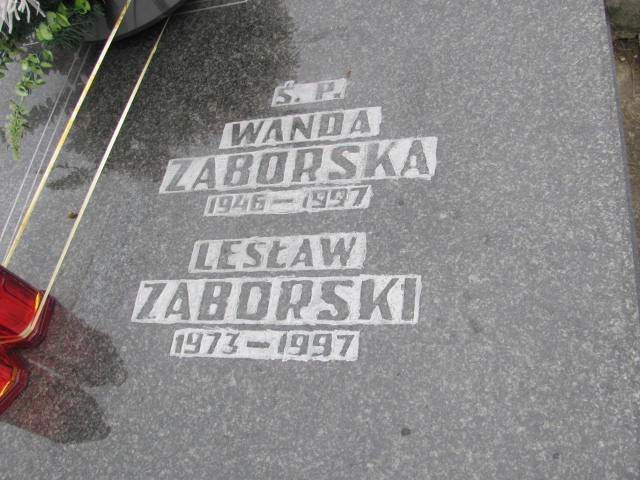 Ś. P.
WANDA
ZABORSKA
1946 – 1997
LESŁAW
ZABORSKI
1973 – 1997